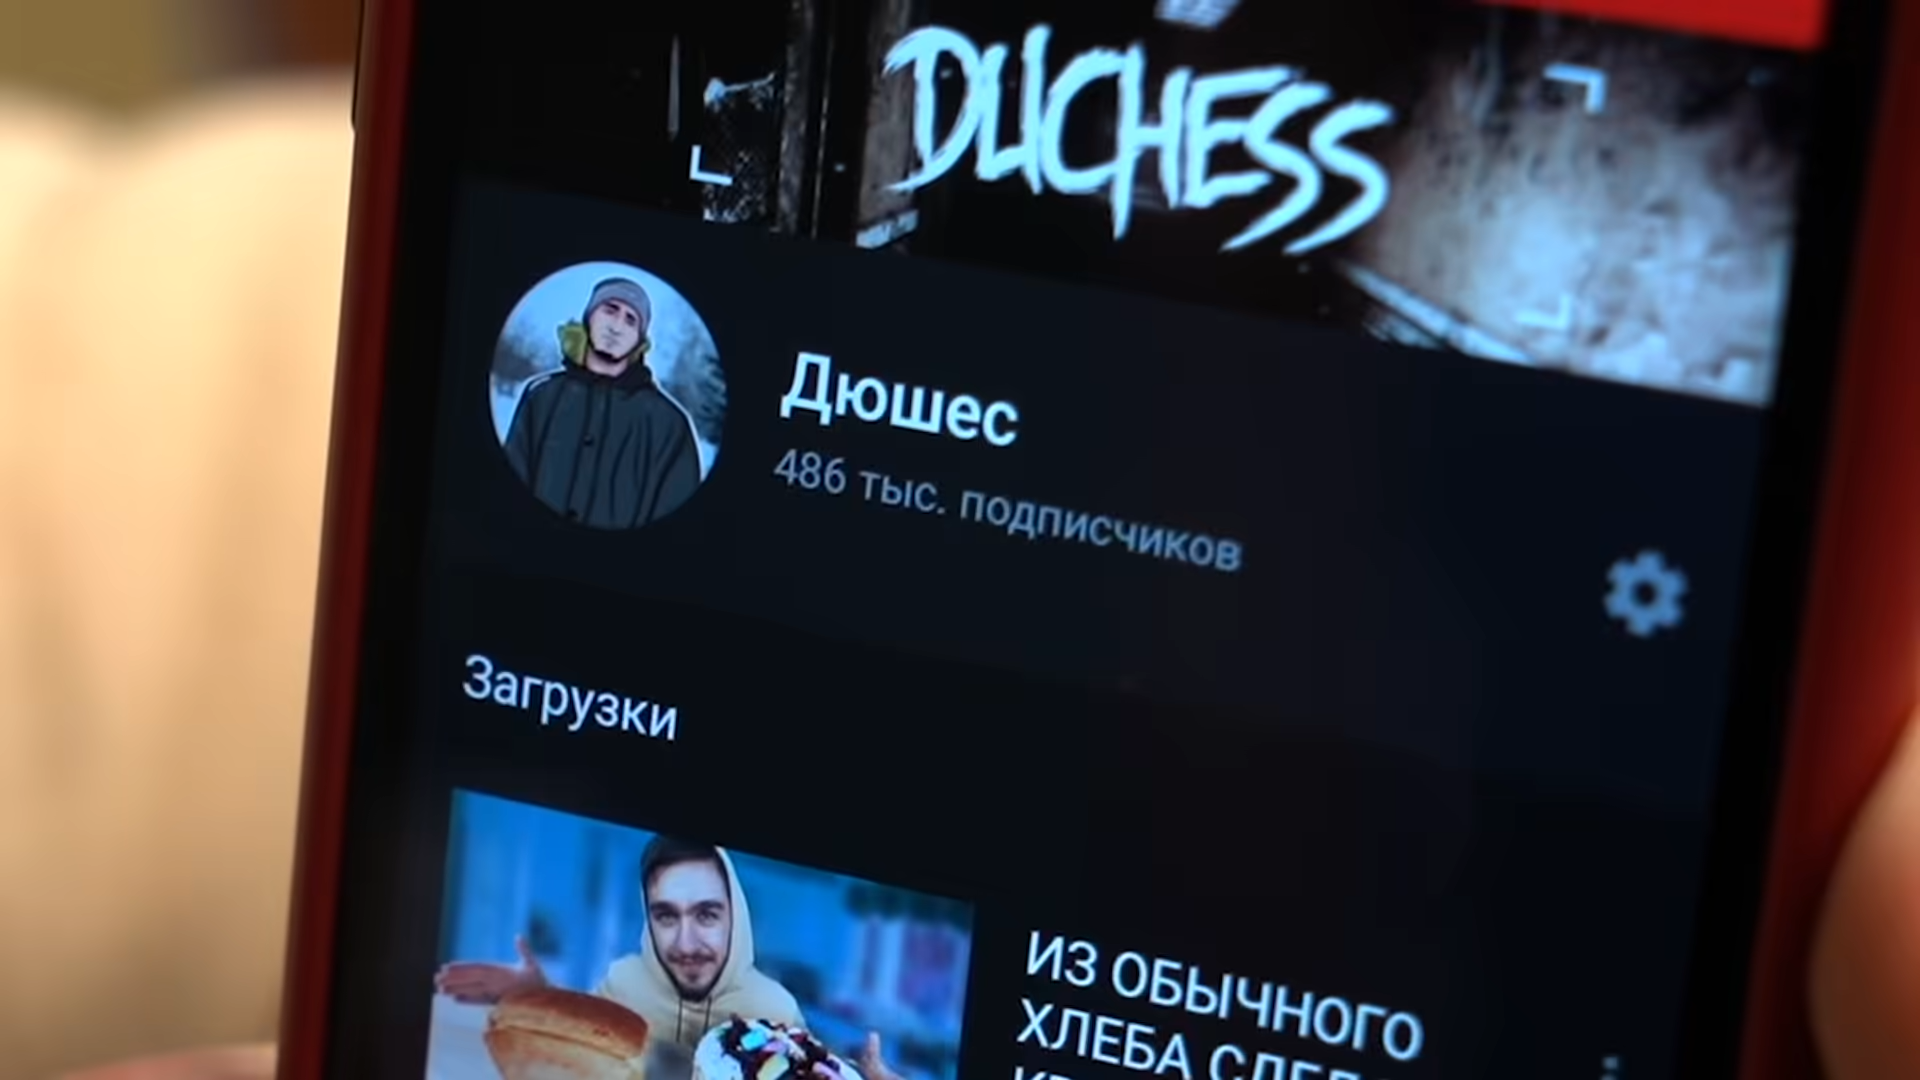 DUCHESS
Дюшес
486 тыс. подписчиков
Загрузки
ИЗ ОБЫЧНОГО
ХЛЕБА